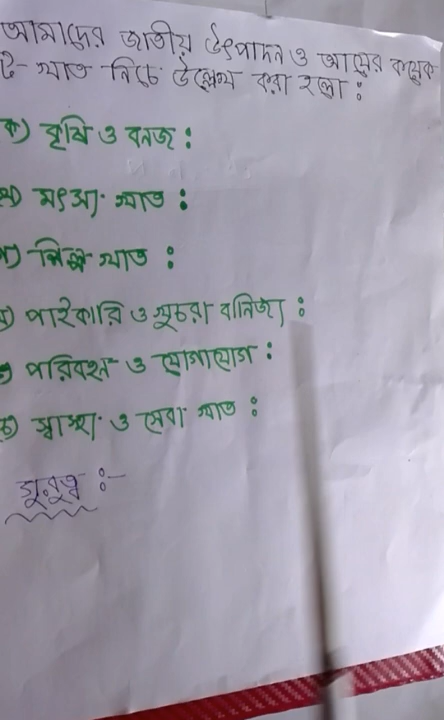 আমাদের জাতীয় উৎপাদন ও আয়ের কয়েক
টি খাত নিচে উল্লেখ করা হলো :
ক) কৃষি ও বনজ :
খ) মৎস্য খাত :
গ) শিল্প খাত :
ঘ) পাইকারি ও খুচরা বানিজ্য :
ঙ) পরিবহন ও যোগাযোগ :
চ) স্বাস্থ্য ও সেবা খাত :
গুরুত্ব :-